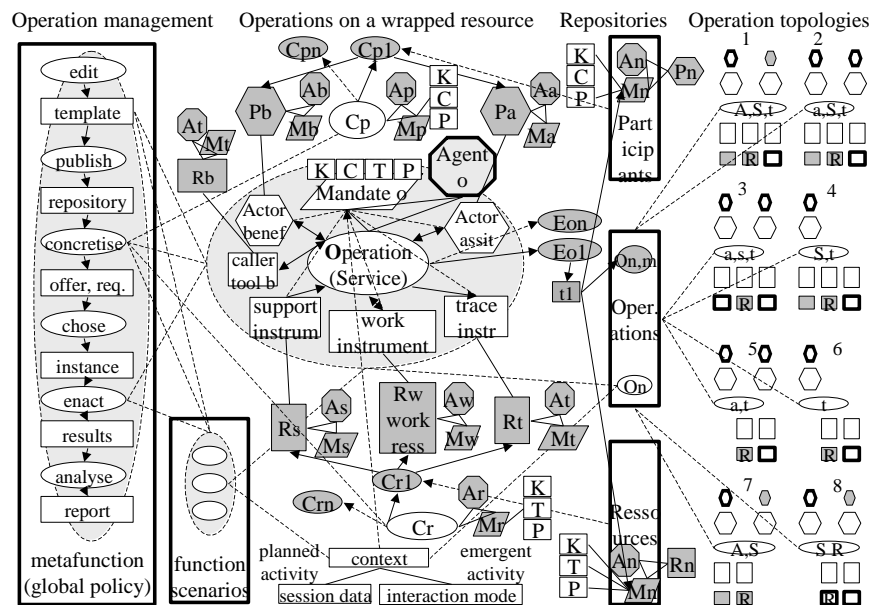 Operation management
Operations on a wrapped resource
Repositories
Operation topologies
edit
template
publish
repository
concretise
offer, req.
chose
instance
enact
results
analyse
report
metafunction
(global policy)
function
scenarios
Cpn
Cp1
Pb
Ab
Mb
Ap
Mp
Cp
K
C
P
Pa
Aa
Ma
At
Mt
Rb
K C T P
Mandate o
Agent
o
Actor
benef
Actor
assit
caller
tool b
Operation
(Service)
support
instrum
work
instrument
trace
instr
Eon
Eo1
t1
Rs
As
Ms
Rw
work
ress
Aw
Mw
Rt
At
Mt
Cr1
Crn
Cr
Ar
Mr
K
T
P
planned
activity
context
emergent
activity
session data
interaction mode
K
C
P
An
Mn
Pn
Part
icip
ants
On,m
Oper.
ations
On
Resso
urces
K
T
P
An
Mn
Rn
1
A,S,t
R
2
a,S,t
R
3
a,s,t
R
4
S,t
R
5
a,t
R
6
t
R
7
A,S
R
8
S R
R